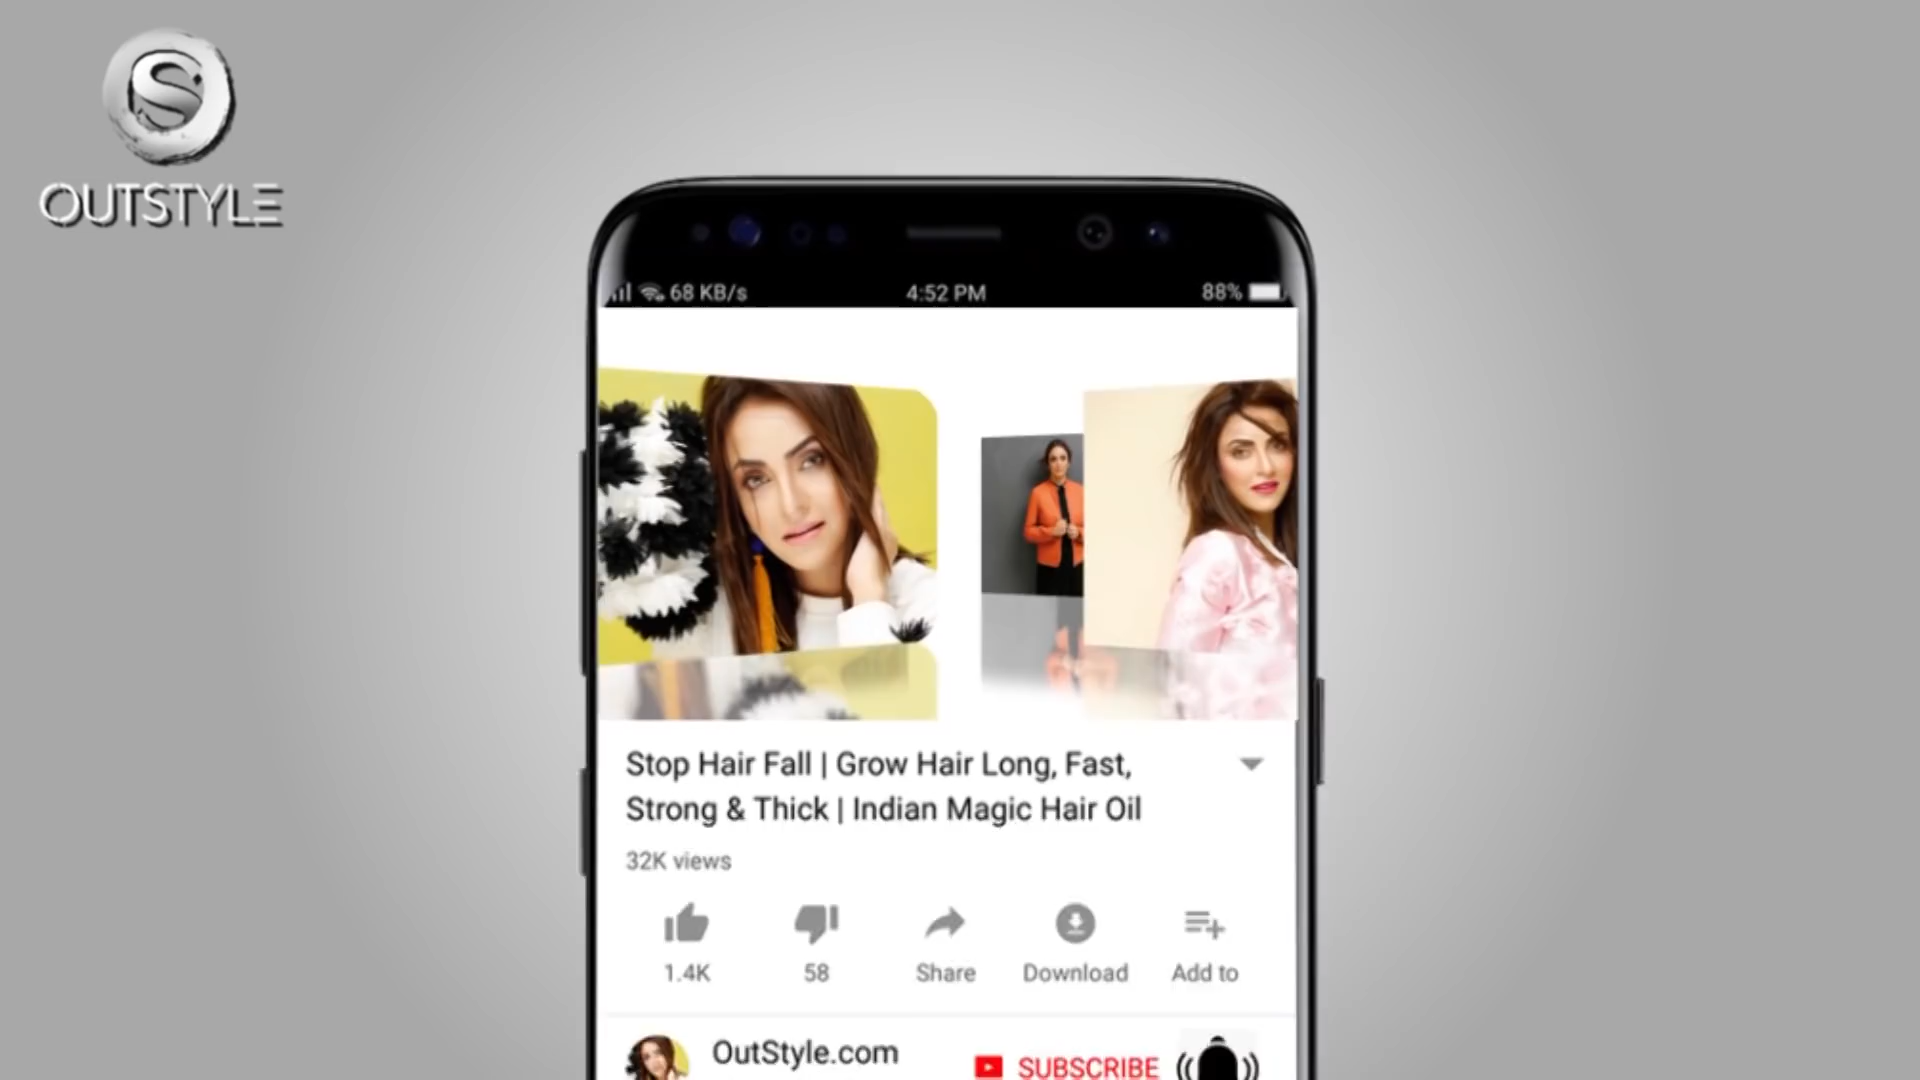 S
OUTSTYLE
68 KB/s 4:52 PM 88%
Stop Hair Fall | Grow Hair Long, Fast,
Strong & Thick | Indian Magic Hair Oil
32K views
1.4K 58 Share Download Add to
OutStyle.com SUBSCRIBE